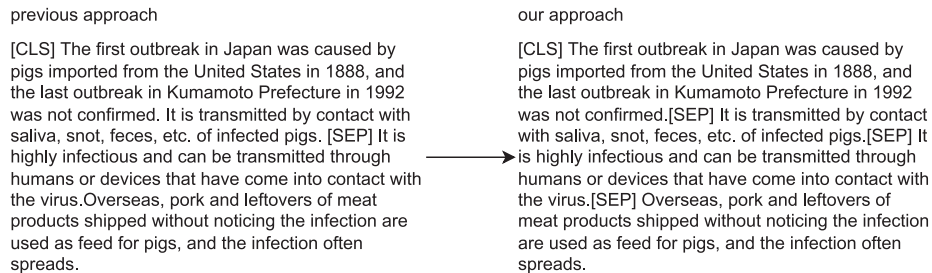 previous approach
[CLS] The first outbreak in Japan was caused by
pigs imported from the United States in 1888, and
the last outbreak in Kumamoto Prefecture in 1992
was not confirmed. It is transmitted by contact with
saliva, snot, feces, etc. of infected pigs. [SEP] It is
highly infectious and can be transmitted through
humans or devices that have come into contact with
the virus.Overseas, pork and leftovers of meat
products shipped without noticing the infection are
used as feed for pigs, and the infection often
spreads.
our approach
[CLS] The first outbreak in Japan was caused by
pigs imported from the United States in 1888, and
the last outbreak in Kumamoto Prefecture in 1992
was not confirmed.[SEP] It is transmitted by contact
with saliva, snot, feces, etc. of infected pigs.[SEP] It
is highly infectious and can be transmitted through
humans or devices that have come into contact with
the virus.[SEP] Overseas, pork and leftovers of
meat products shipped without noticing the infection
are used as feed for pigs, and the infection often
spreads.